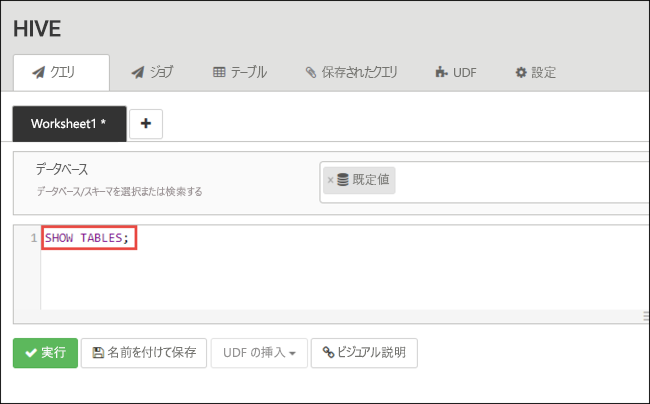 HIVE
クエリ ジョブ テーブル 保存されたクエリ UDF 設定
Worksheet1 * +
データベース
データベース/スキーマを選択または検索する
× 既定値
1 SHOW TABLES;
実行 名前を付けて保存 UDF の挿入 ビジュアル説明